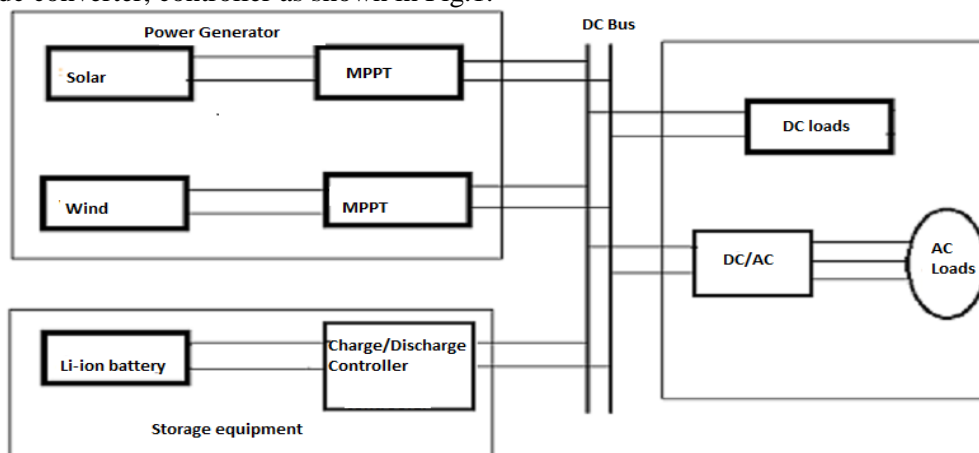 de converter, controller as shown in Fig.1.
Power Generator
DC Bus
Solar
MPPT
DC loads
Wind
MPPT
DC/AC
AC
Loads
Li-ion battery
Charge/Discharge
Controller
Storage equipment